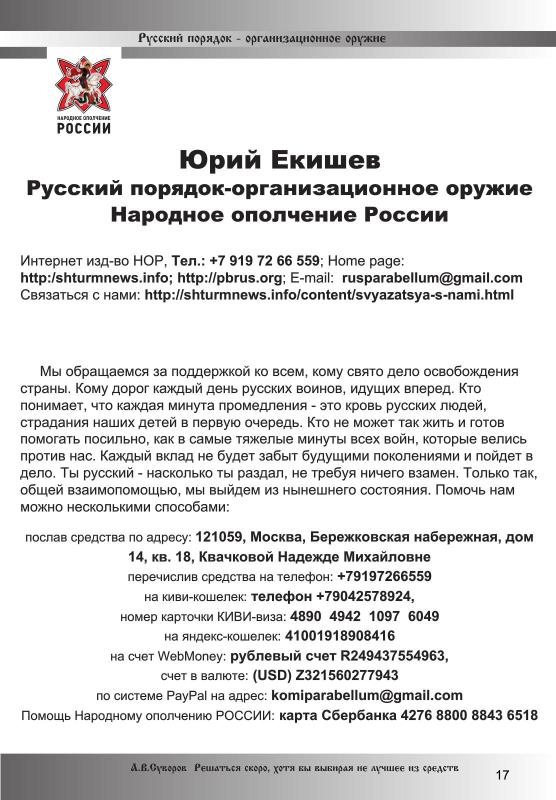 Русский порядок - организационное оружие
НАРОДНОЕ ОПОЛЧЕНИЕ
РОССИИ
Юрий Екишев
Русский порядок-организационное оружие
Народное ополчение России
Интернет изд-во НОР, Тел.: +7 919 72 66 559; Home page:
http:/shturmnews.info; http://pbrus.org; E-mail: rusparabellum@gmail.com
Связаться с нами: http://shturmnews.info/content/svyazatsya-s-nami.html
Мы обращаемся за поддержкой ко всем, кому свято дело освобождения
страны. Кому дорог каждый день русских воинов, идущих вперед. Кто
понимает, что каждая минута промедления - это кровь русских людей,
страдания наших детей в первую очередь. Кто не может так жить и готов
помогать посильно, как в самые тяжелые минуты всех войн, которые велись
против нас. Каждый вклад не будет забыт будущими поколениями и пойдет в
дело. Ты русский - насколько ты раздал, не требуя ничего взамен. Только так,
общей взаимопомощью, мы выйдем из нынешнего состояния. Помочь нам
можно несколькими способами:
послав средства по адресу: 121059, Москва, Бережковская набережная, дом
14, кв. 18, Квачковой Надежде Михайловне
перечислив средства на телефон: +79197266559
на киви-кошелек: телефон +79042578924,
номер карточки КИВИ-виза: 4890 4942 1097 6049
на яндекс-кошелек: 41001918908416
на счет WebMoney: рублевый счет R249437554963,
счет в валюте: (USD) Z321560277943
по системе PayPal на адрес: komiparabellum@gmail.com
Помощь Народному ополчению РОССИИ: карта Сбербанка 4276 8800 8843 6518
А.В.Суворов Решаться скоро, хотя бы выбирая не лучшее из средств
17